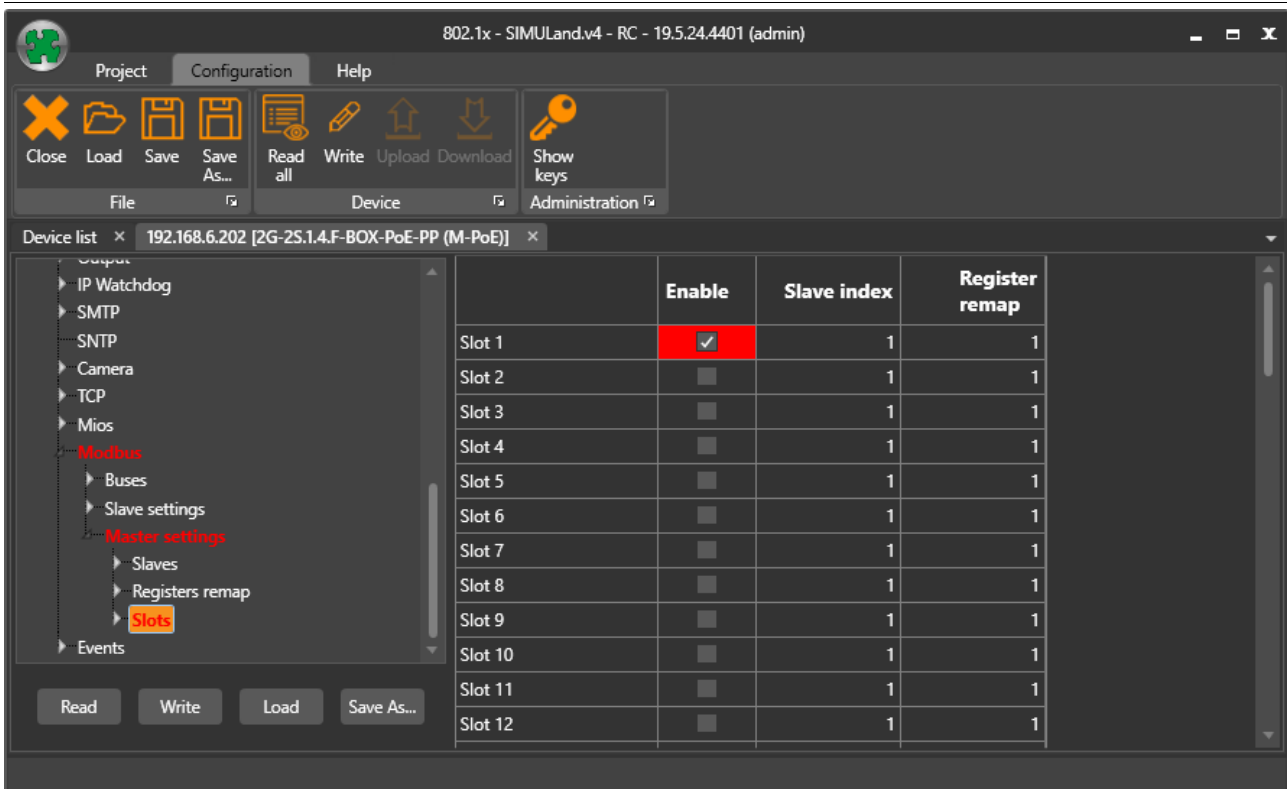 802.1x - SIMULand.v4 - RC - 19.5.24.4401 (admin)
Project Configuration Help
Close Load Save Save As... Read all Write Upload Download Show keys
File Device Administration
Device list × 192.168.6.202 [2G-2S.1.4.F-BOX-PoE-PP (M-PoE)] ×
Output
IP Watchdog
SMTP
SNTP
Camera
TCP
Mios
Modbus
Buses
Slave settings
Master settings
Slaves
Registers remap
Slots
Events
Read Write Load Save As...
Enable Slave index Register remap
Slot 1 1 1
Slot 2 1 1
Slot 3 1 1
Slot 4 1 1
Slot 5 1 1
Slot 6 1 1
Slot 7 1 1
Slot 8 1 1
Slot 9 1 1
Slot 10 1 1
Slot 11 1 1
Slot 12 1 1